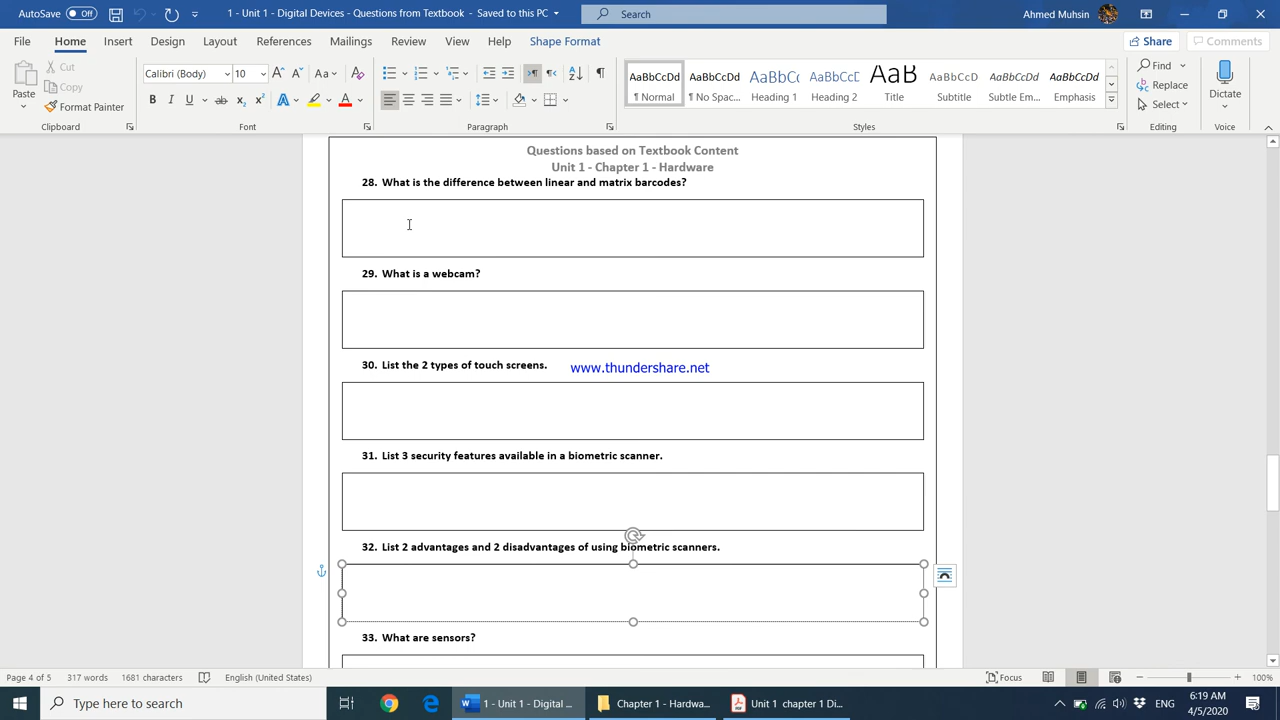 AutoSave Off 1 - Unit 1 - Digital Devices - Questions from Textbook - Saved to this PC Search Ahmed Muhsin
File Home Insert Design Layout References Mailings Review View Help Shape Format Share Comments
Paste Cut Copy Format Painter
Calibri (Body) 10
AaBbCcDd AaBbCcDd AaBbCc AaBbCcE AaB AaBbCcD AaBbCcDd AaBbCcDd
¶ Normal ¶ No Spac... Heading 1 Heading 2 Title Subtitle Subtle Em... Emphasis
Find Replace Select Dictate
Clipboard Font Paragraph Styles Editing Voice
Questions based on Textbook Content
Unit 1 - Chapter 1 - Hardware
28. What is the difference between linear and matrix barcodes?
29. What is a webcam?
30. List the 2 types of touch screens.
www.thundershare.net
31. List 3 security features available in a biometric scanner.
32. List 2 advantages and 2 disadvantages of using biometric scanners.
33. What are sensors?
Page 4 of 5 317 words 1681 characters English (United States) Focus 100%
Type here to search 1 - Unit 1 - Digital ... Chapter 1 - Hardwa... Unit 1 chapter 1 Di... ENG 6:19 AM
4/5/2020